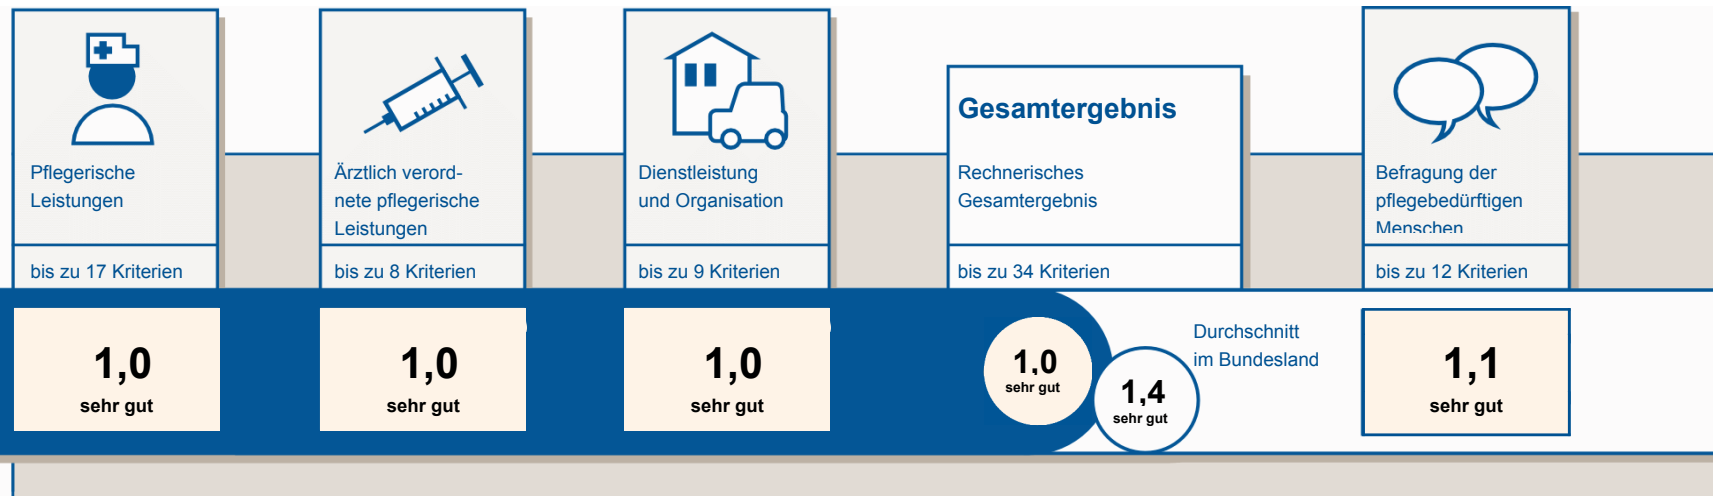 Pflegerische
Leistungen
bis zu 17 Kriterien
1,0
sehr gut
Ärztlich verord-
nete pflegerische
Leistungen
bis zu 8 Kriterien
1,0
sehr gut
Dienstleistung
und Organisation
bis zu 9 Kriterien
1,0
sehr gut
Gesamtergebnis
Rechnerisches
Gesamtergebnis
bis zu 34 Kriterien
1,0
sehr gut
1,4
sehr gut
Durchschnitt
im Bundesland
Befragung der
pflegebedürftigen
Menschen
bis zu 12 Kriterien
1,1
sehr gut